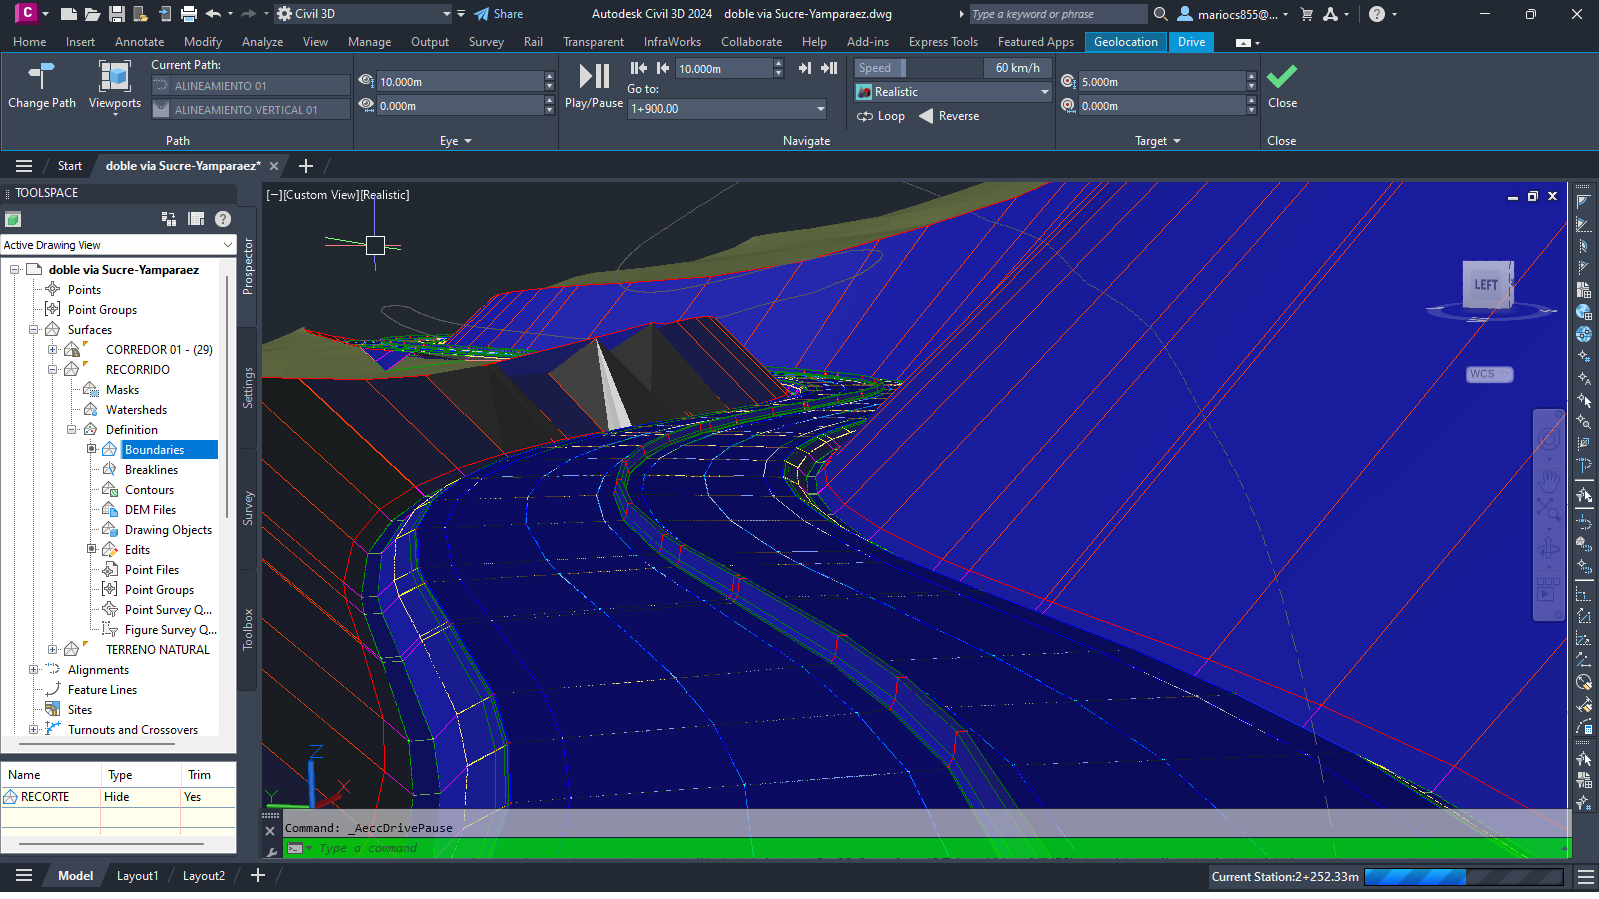 C
Civil 3D
Share
Autodesk Civil 3D 2024 doble via Sucre-Yamparaez.dwg
Type a keyword or phrase
mariocs855@...
Home Insert Annotate Modify Analyze View Manage Output Survey Rail Transparent InfraWorks Collaborate Help Add-ins Express Tools Featured Apps Geolocation Drive
Change Path
Viewports
Current Path:
ALINEAMIENTO 01
ALINEAMIENTO VERTICAL 01
Path
10.000m
0.000m
Eye
Play/Pause
10.000m
Go to:
1+900.00
Speed 60 km/h
Realistic
Loop Reverse
Navigate
5.000m
0.000m
Target
Close
Close
Start doble via Sucre-Yamparaez*
TOOLSPACE
Active Drawing View
doble via Sucre-Yamparaez
Points
Point Groups
Surfaces
CORREDOR 01 - (29)
RECORRIDO
Masks
Watersheds
Definition
Boundaries
Breaklines
Contours
DEM Files
Drawing Objects
Edits
Point Files
Point Groups
Point Survey Q...
Figure Survey Q...
TERRENO NATURAL
Alignments
Feature Lines
Sites
Turnouts and Crossovers
Prospector
Settings
Survey
Toolbox
Name Type Trim
RECORTE Hide Yes
[−][Custom View][Realistic]
LEFT
WCS
Z
X
Y
Command: _AeccDrivePause
Type a command
Model Layout1 Layout2
Current Station:2+252.33m